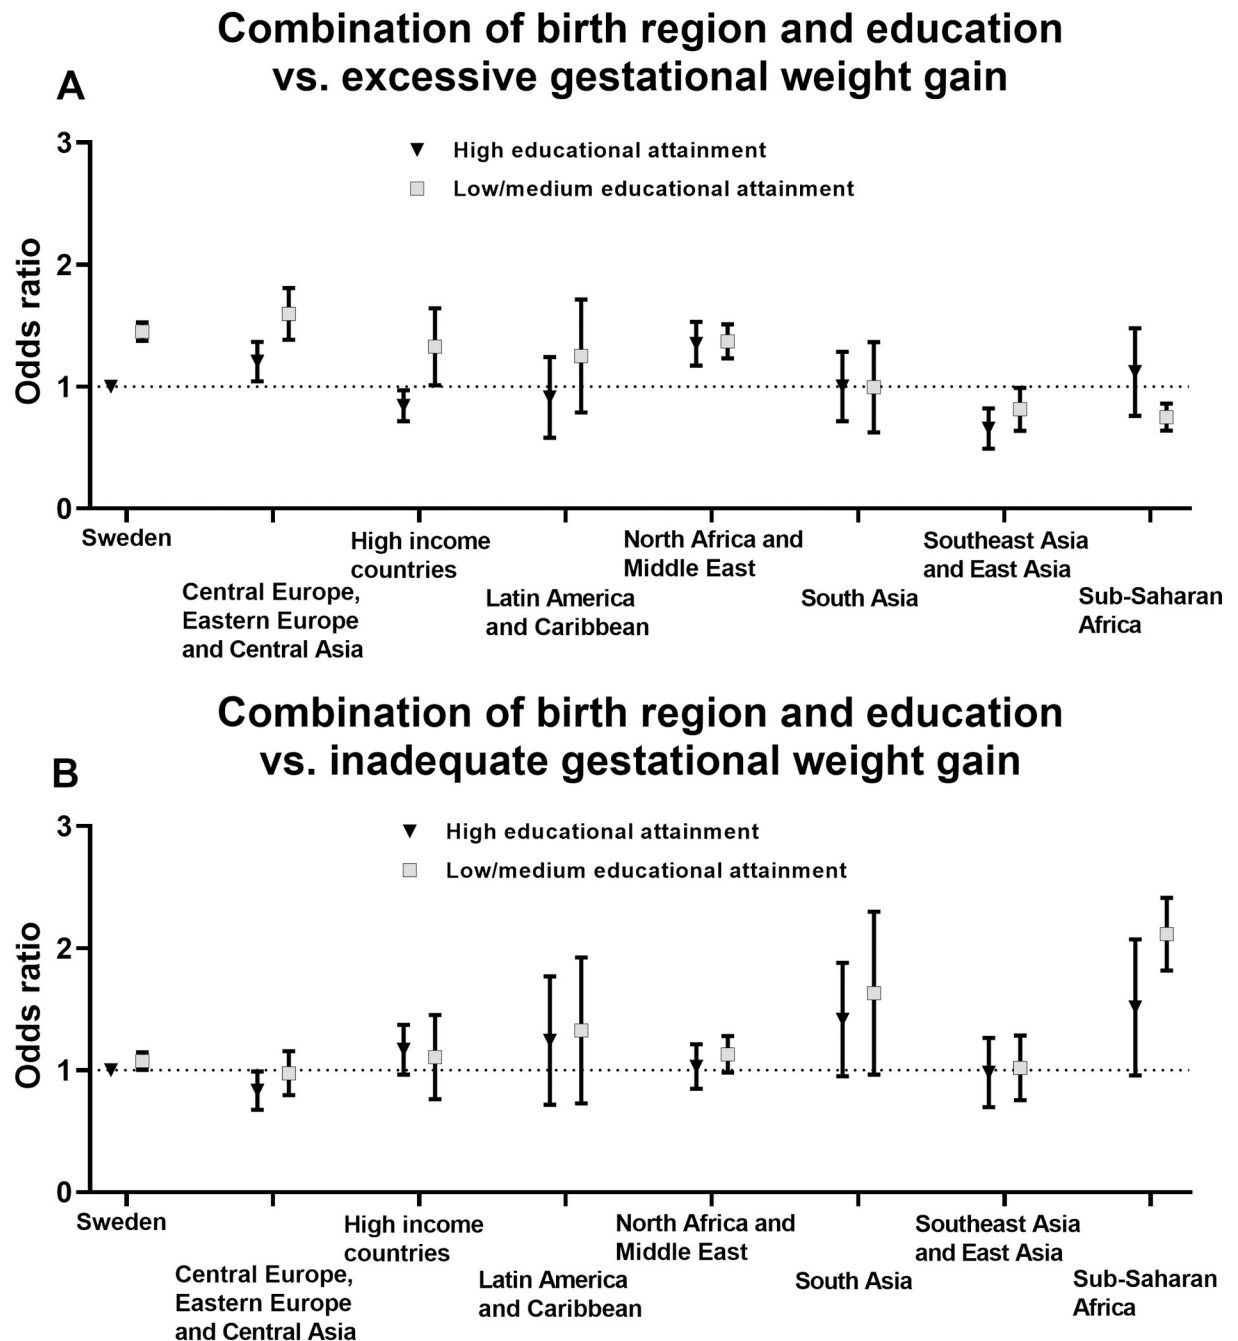 Combination of birth region and education
vs. excessive gestational weight gain
A
3
High educational attainment
Low/medium educational attainment
2
Odds ratio
1
0
Sweden
High income
countries
North Africa and
Middle East
Southeast Asia
and East Asia
Central Europe,
Eastern Europe
and Central Asia
Latin America
and Caribbean
South Asia
Sub-Saharan
Africa
Combination of birth region and education
vs. inadequate gestational weight gain
B
3
High educational attainment
Low/medium educational attainment
2
Odds ratio
1
0
Sweden
High income
countries
North Africa and
Middle East
Southeast Asia
and East Asia
Central Europe,
Eastern Europe
and Central Asia
Latin America
and Caribbean
South Asia
Sub-Saharan
Africa